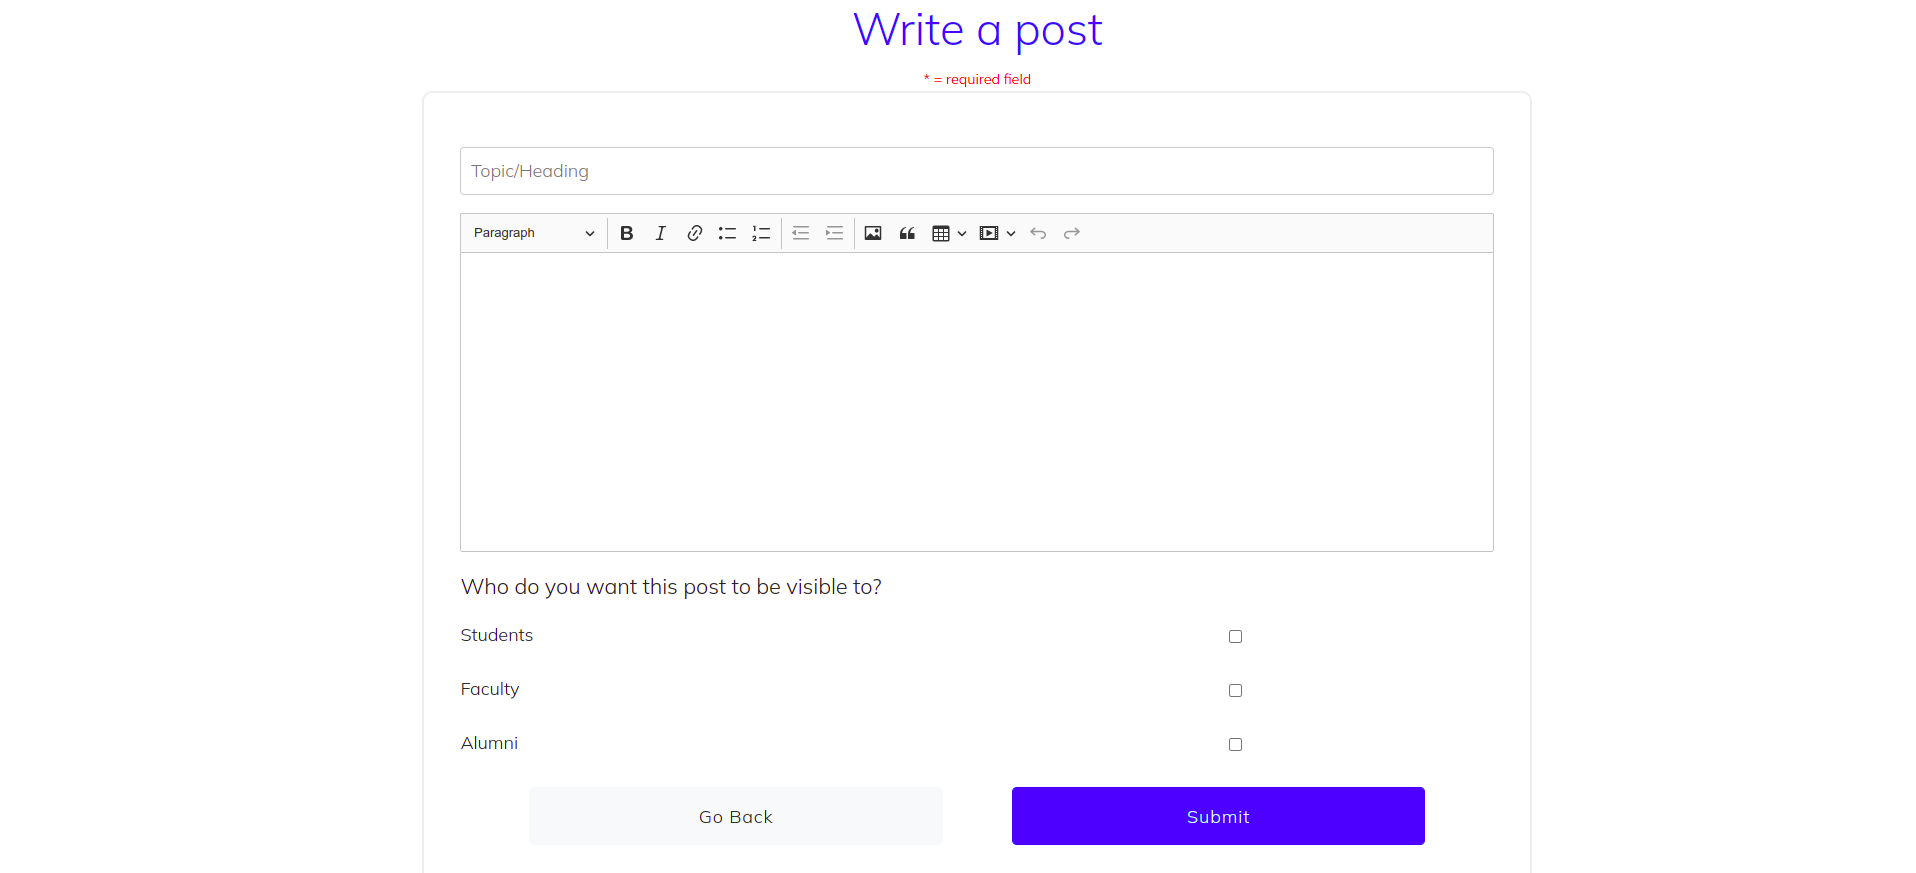 Write a post
* = required field
Topic/Heading
Paragraph
Who do you want this post to be visible to?
Students
Faculty
Alumni
Go Back
Submit